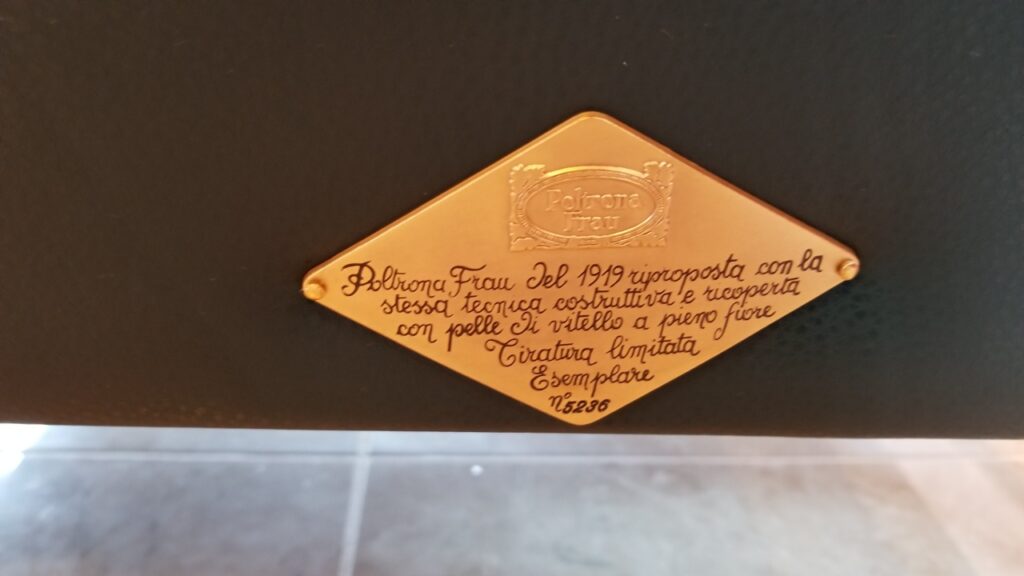 Poltrona
Frau
Poltrona Frau del 1919 riproposta con la
stessa tecnica costruttiva e ricoperta
con pelle di vitello a pieno fiore
Tiratura limitata
Esemplare
n° 5236